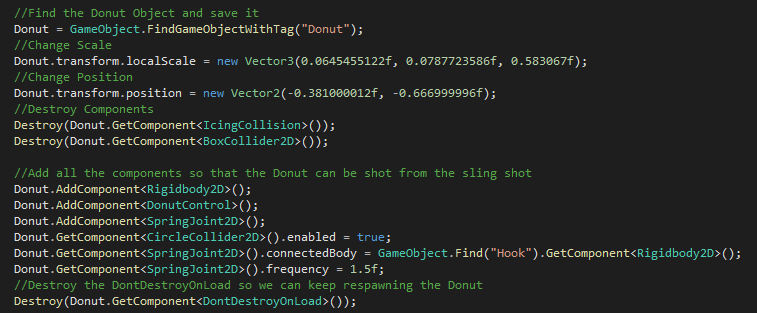 //Find the Donut Object and save it
Donut = GameObject.FindGameObjectWithTag("Donut");
//Change Scale
Donut.transform.localScale = new Vector3(0.0645455122f, 0.0787723586f, 0.583067f);
//Change Position
Donut.transform.position = new Vector2(-0.381000012f, -0.666999996f);
//Destroy Components
Destroy(Donut.GetComponent<IcingCollision>());
Destroy(Donut.GetComponent<BoxCollider2D>());
//Add all the components so that the Donut can be shot from the sling shot
Donut.AddComponent<Rigidbody2D>();
Donut.AddComponent<DonutControl>();
Donut.AddComponent<SpringJoint2D>();
Donut.GetComponent<CircleCollider2D>().enabled = true;
Donut.GetComponent<SpringJoint2D>().connectedBody = GameObject.Find("Hook").GetComponent<Rigidbody2D>();
Donut.GetComponent<SpringJoint2D>().frequency = 1.5f;
//Destroy the DontDestroyOnLoad so we can keep respawning the Donut
Destroy(Donut.GetComponent<DontDestroyOnLoad>());